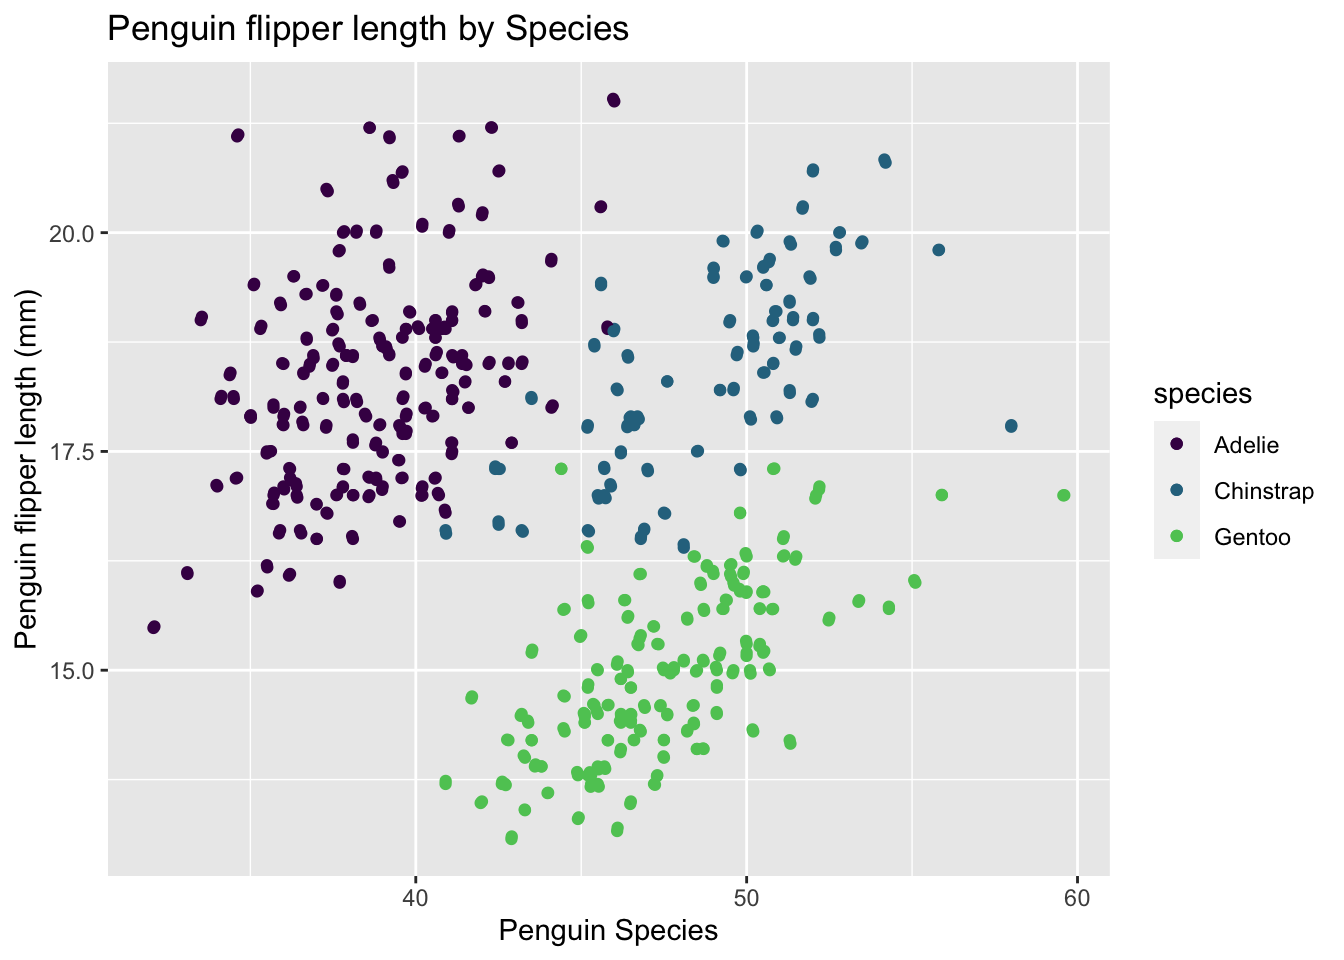 Penguin flipper length by Species
Penguin flipper length (mm)
20.0
17.5
15.0
40
50
60
Penguin Species
species
Adelie
Chinstrap
Gentoo